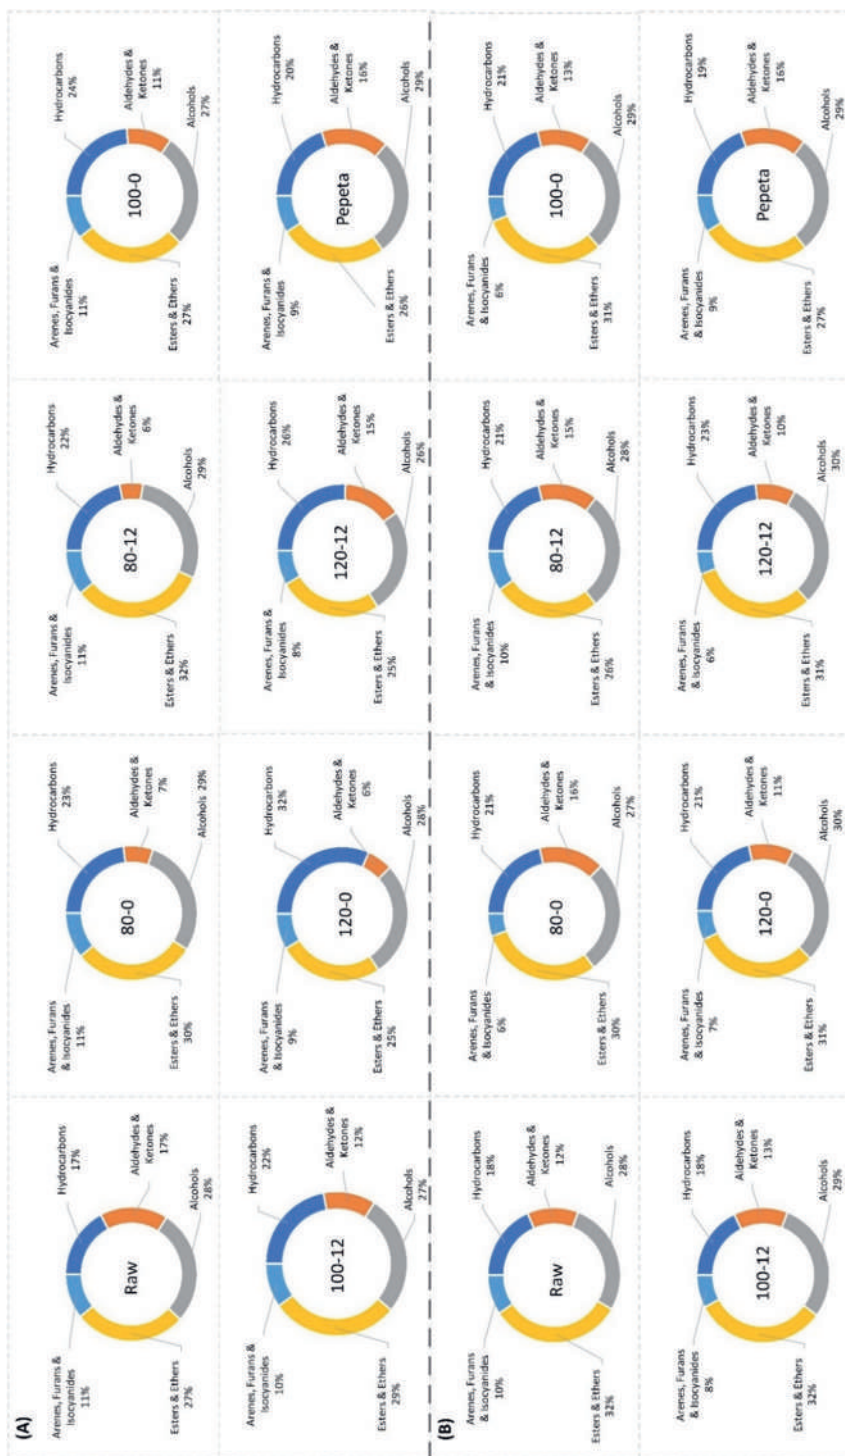 (A)
Hydrocarbons
17%
Aldehydes &
Ketones
17%
Alcohols
28%
Esters & Ethers
27%
Arenes, Furans &
Isocyanides
11%
Raw
Hydrocarbons
23%
Aldehydes &
Ketones
7%
Alcohols 29%
Esters & Ethers
30%
Arenes, Furans
& Isocyanides
11%
80-0
Hydrocarbons
22%
Aldehydes &
Ketones
6%
Alcohols
29%
Esters & Ethers
32%
Arenes, Furans &
Isocyanides
11%
80-12
Hydrocarbons
24%
Aldehydes &
Ketones
11%
Alcohols
27%
Esters & Ethers
27%
Arenes, Furans &
Isocyanides
11%
100-0
Hydrocarbons
22%
Aldehydes &
Ketones
12%
Alcohols
27%
Esters & Ethers
29%
Arenes, Furans &
Isocyanides
10%
100-12
Hydrocarbons
32%
Aldehydes &
Ketones
6%
Alcohols
28%
Esters & Ethers
25%
Arenes, Furans
& Isocyanides
9%
120-0
Hydrocarbons
26%
Aldehydes &
Ketones
15%
Alcohols
26%
Esters & Ethers
25%
Arenes, Furans &
Isocyanides
8%
120-12
Hydrocarbons
20%
Aldehydes &
Ketones
16%
Alcohols
29%
Esters & Ethers
26%
Arenes, Furans &
Isocyanides
9%
Pepeta
(B)
Hydrocarbons
18%
Aldehydes &
Ketones
12%
Alcohols
28%
Esters & Ethers
32%
Arenes, Furans
& Isocyanides
10%
Raw
Hydrocarbons
21%
Aldehydes &
Ketones
16%
Alcohols
27%
Esters & Ethers
30%
Arenes, Furans
& Isocyanides
6%
80-0
Hydrocarbons
21%
Aldehydes &
Ketones
15%
Alcohols
28%
Esters & Ethers
26%
Arenes, Furans
& Isocyanides
10%
80-12
Hydrocarbons
21%
Aldehydes &
Ketones
13%
Alcohols
29%
Esters & Ethers
31%
Arenes, Furans
& Isocyanides
6%
100-0
Hydrocarbons
18%
Aldehydes &
Ketones
13%
Alcohols
29%
Esters & Ethers
32%
Arenes, Furans
& Isocyanides
8%
100-12
Hydrocarbons
21%
Aldehydes &
Ketones
11%
Alcohols
30%
Esters & Ethers
31%
Arenes, Furans
& Isocyanides
7%
120-0
Hydrocarbons
23%
Aldehydes &
Ketones
10%
Alcohols
30%
Esters & Ethers
31%
Arenes, Furans
& Isocyanides
6%
120-12
Hydrocarbons
19%
Aldehydes &
Ketones
16%
Alcohols
29%
Esters & Ethers
27%
Arenes, Furans
& Isocyanides
9%
Pepeta